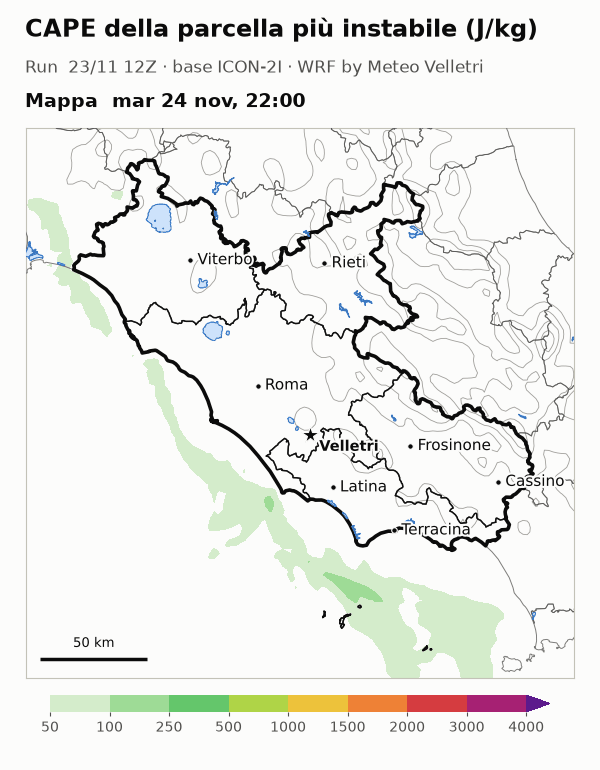 CAPE della parcella più instabile (J/kg)
Run  23/11 12Z · base ICON-2I · WRF by Meteo Velletri
Mappa  mar 24 nov, 22:00
Viterbo
Rieti
Roma
Velletri
Frosinone
Latina
Cassino
Terracina
50 km
50 100 250 500 1000 1500 2000 3000 4000